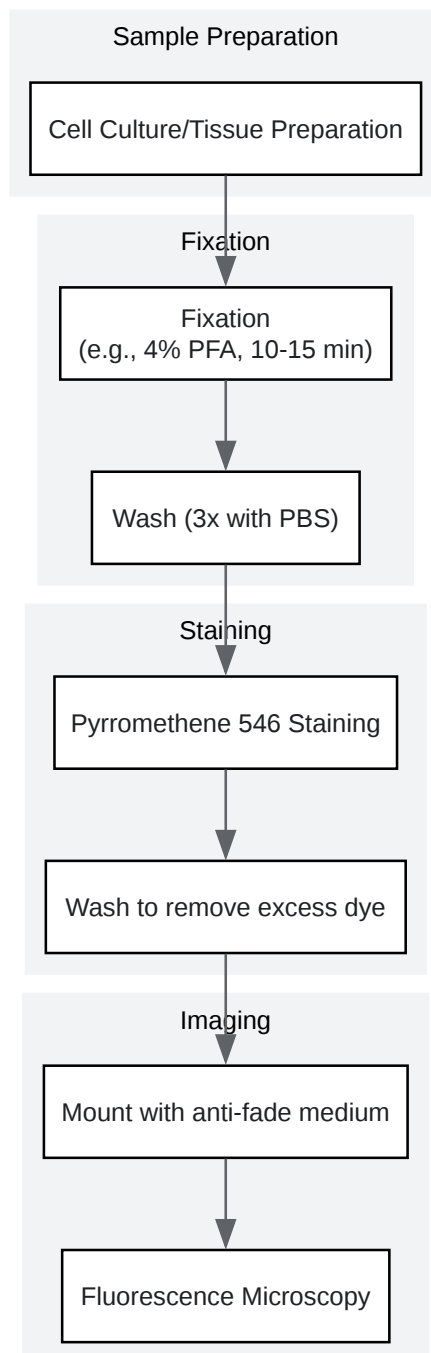 Sample Preparation
Cell Culture/Tissue Preparation
Fixation
Fixation
(e.g., 4% PFA, 10-15 min)
Wash (3x with PBS)
Staining
Pyrromethene 546 Staining
Wash to remove excess dye
Imaging
Mount with anti-fade medium
Fluorescence Microscopy